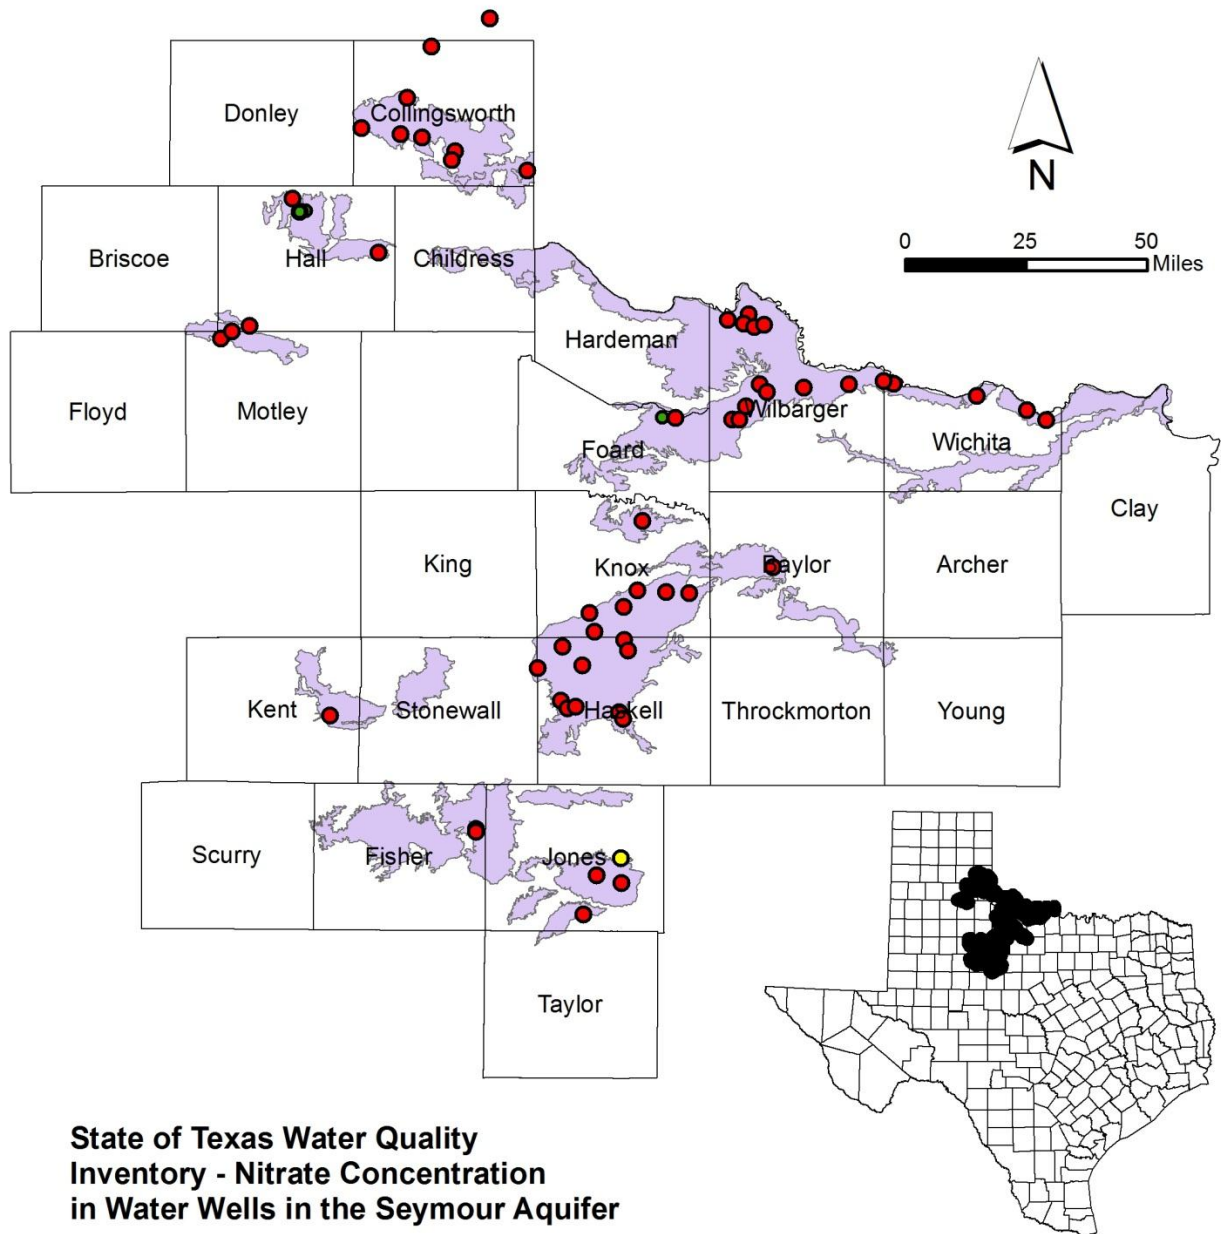 Donley
Collingsworth
N
0 25 50
Miles
Briscoe
Hall
Childress
Hardeman
Floyd
Motley
Wilbarger
Foard
Wichita
Clay
King
Knox
Baylor
Archer
Kent
Stonewall
Haskell
Throckmorton
Young
Scurry
Fisher
Jones
Taylor
State of Texas Water Quality
Inventory - Nitrate Concentration
in Water Wells in the Seymour Aquifer